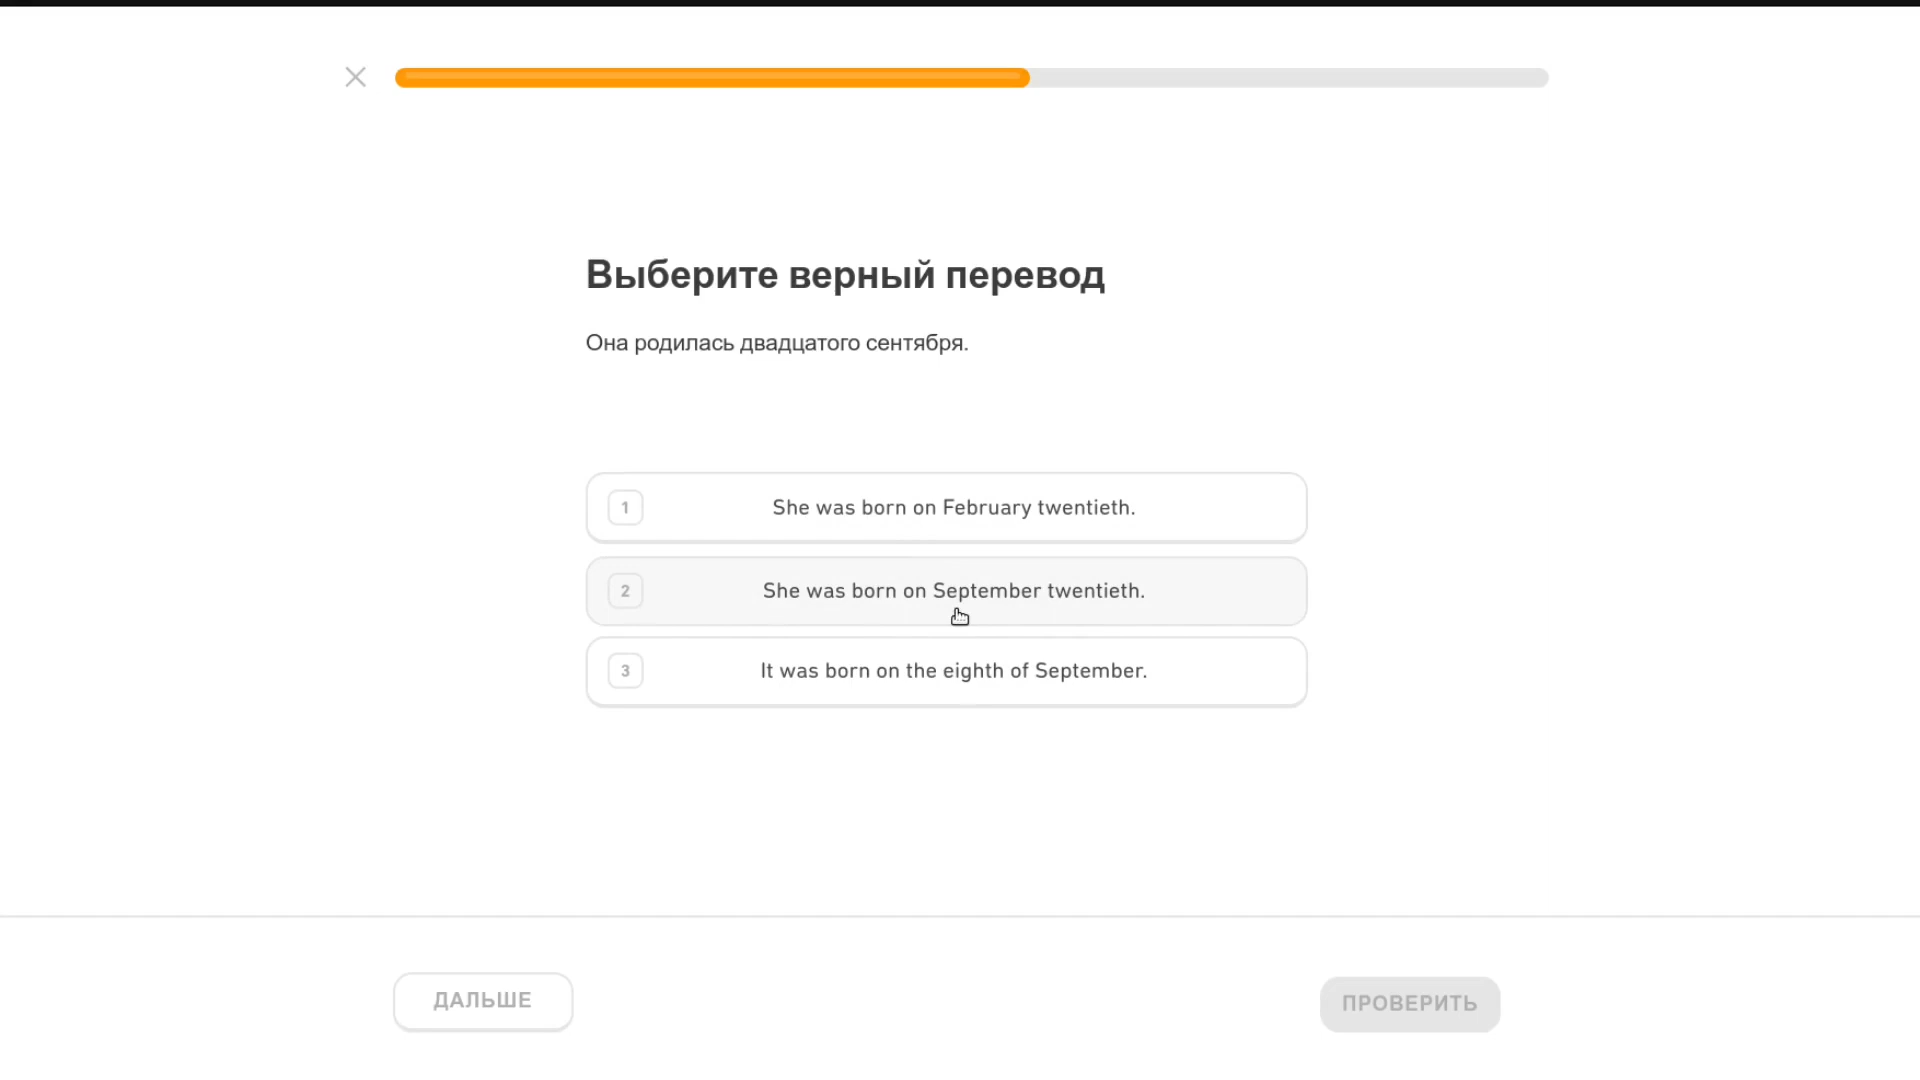 Выберите верный перевод
Она родилась двадцатого сентября.
1 She was born on February twentieth.
2 She was born on September twentieth.
3 It was born on the eighth of September.
ДАЛЬШЕ ПРОВЕРИТЬ